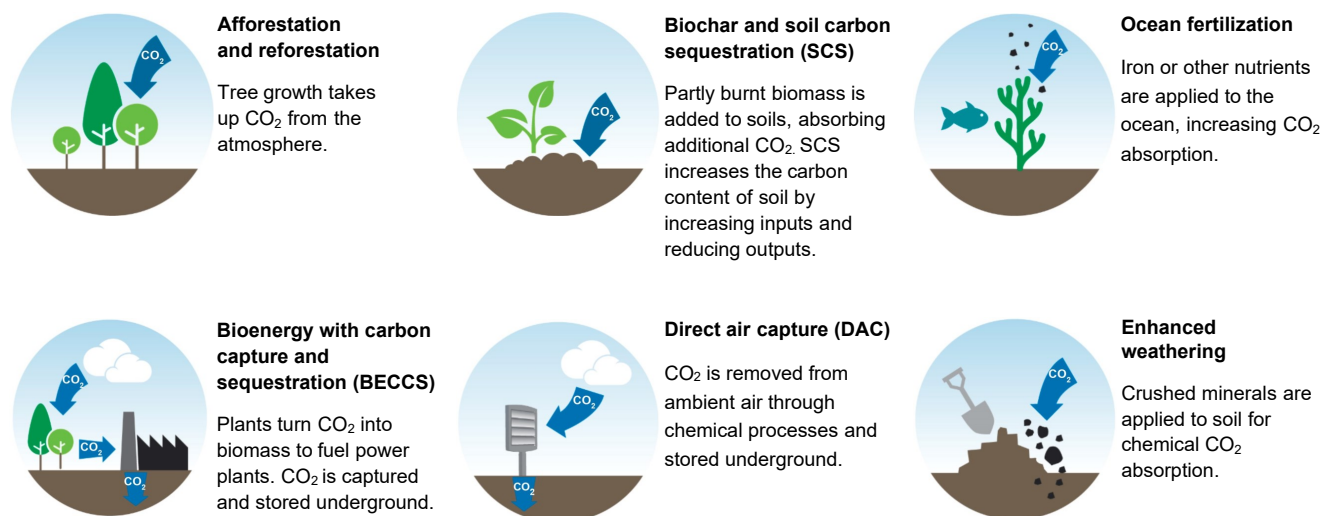 CO₂
Afforestation
and reforestation
Tree growth takes
up CO₂ from the
atmosphere.
CO₂
Biochar and soil carbon
sequestration (SCS)
Partly burnt biomass is
added to soils, absorbing
additional CO₂. SCS
increases the carbon
content of soil by
increasing inputs and
reducing outputs.
CO₂
Ocean fertilization
Iron or other nutrients
are applied to the
ocean, increasing CO₂
absorption.
CO₂
CO₂
CO₂
Bioenergy with carbon
capture and
sequestration (BECCS)
Plants turn CO₂ into
biomass to fuel power
plants. CO₂ is captured
and stored underground.
CO₂
CO₂
Direct air capture (DAC)
CO₂ is removed from
ambient air through
chemical processes and
stored underground.
CO₂
Enhanced
weathering
Crushed minerals are
applied to soil for
chemical CO₂
absorption.